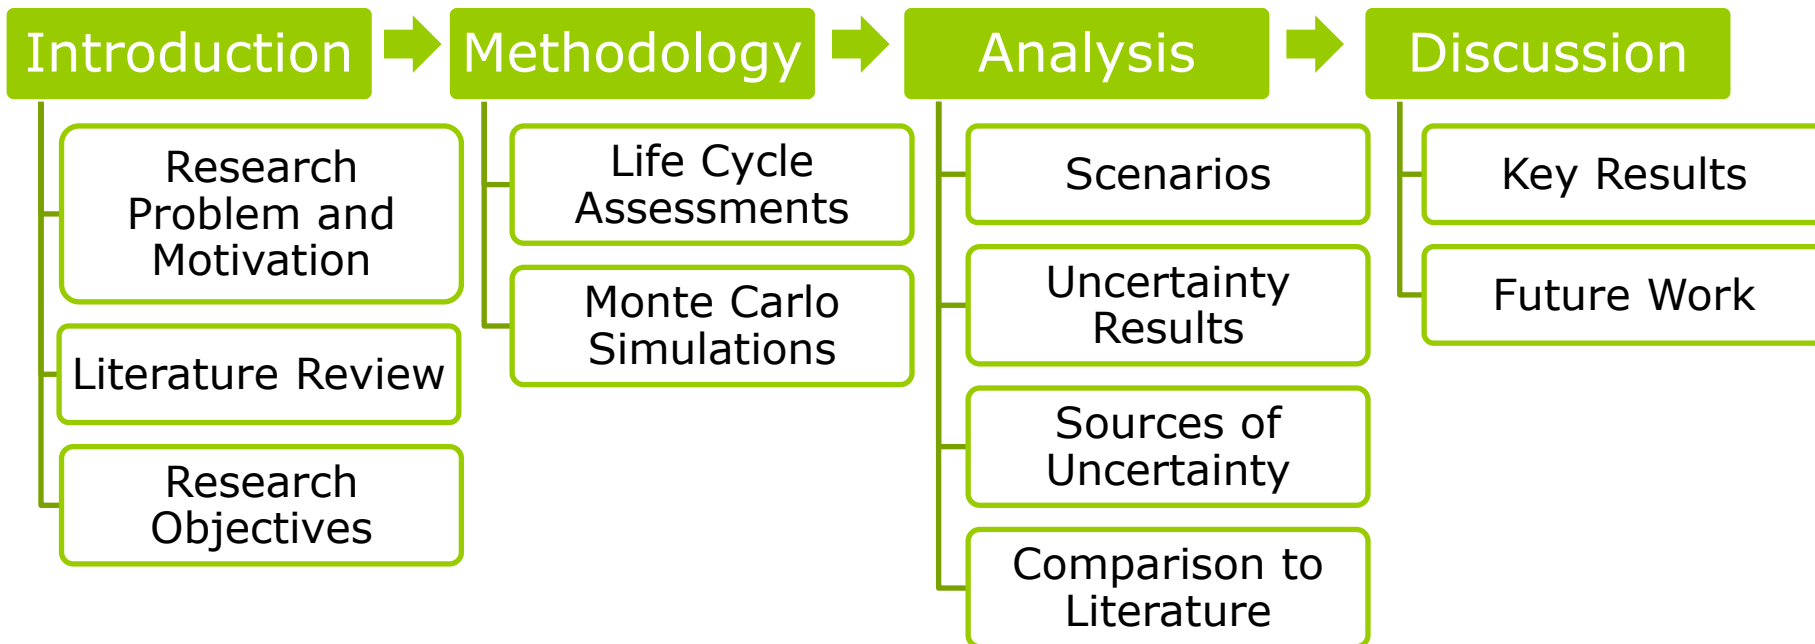 Introduction
Research
Problem and
Motivation
Literature Review
Research
Objectives
Methodology
Life Cycle
Assessments
Monte Carlo
Simulations
Analysis
Scenarios
Uncertainty
Results
Sources of
Uncertainty
Comparison to
Literature
Discussion
Key Results
Future Work